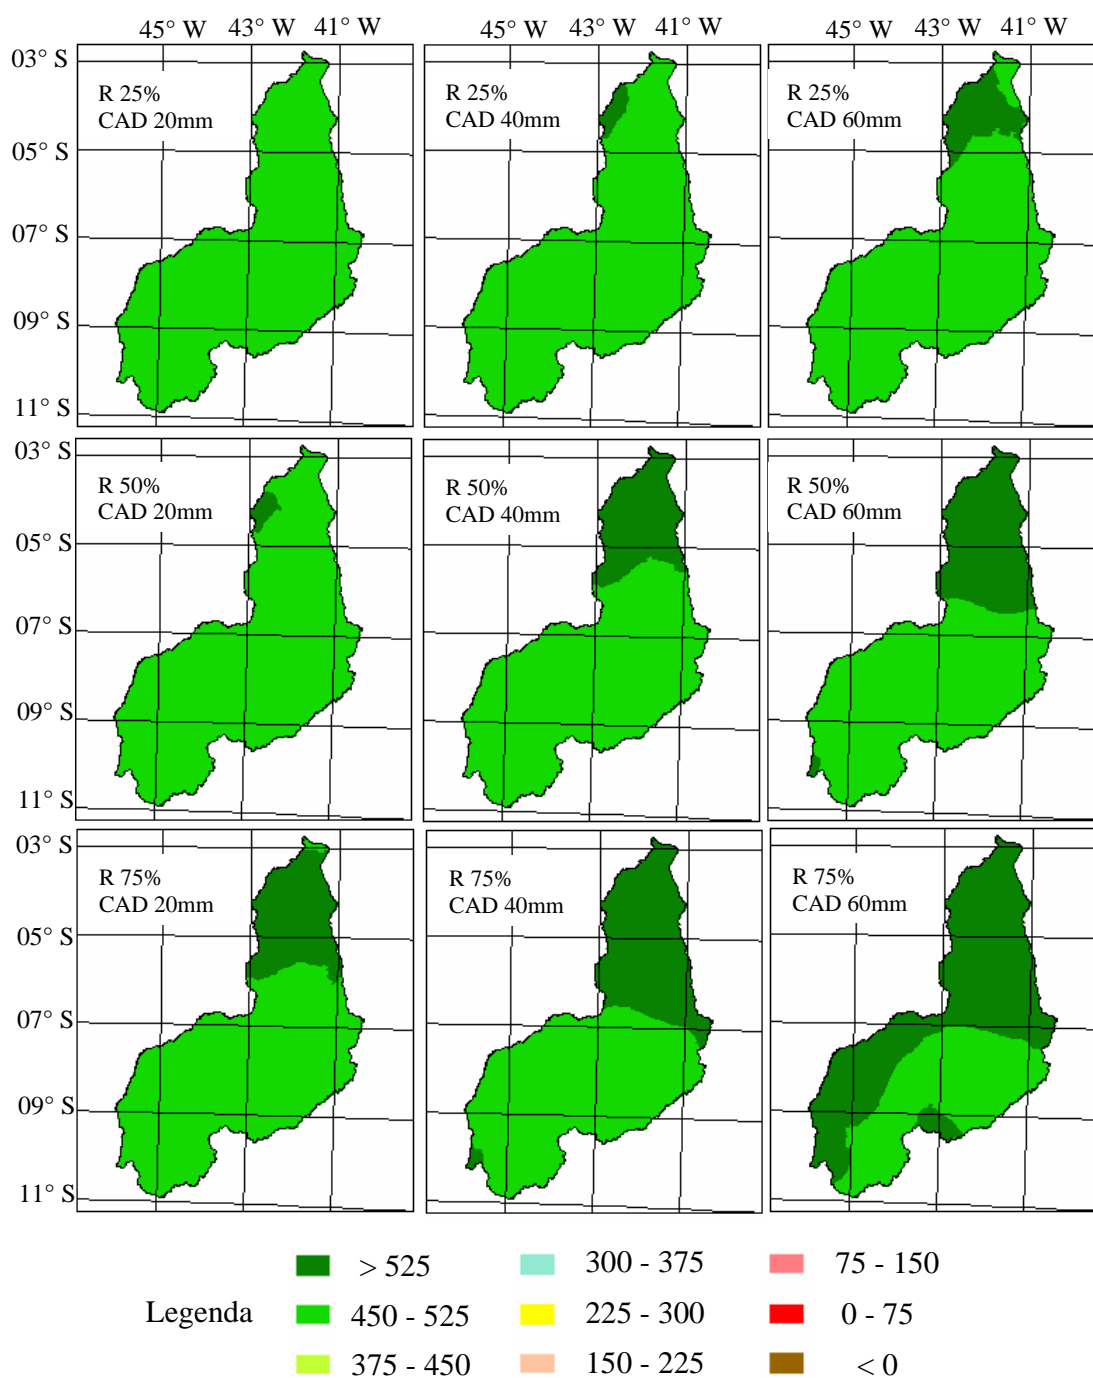 45° W 43° W 41° W 45° W 43° W 41° W 45° W 43° W 41° W
03° S
R 25%
CAD 20mm
R 25%
CAD 40mm
R 25%
CAD 60mm
05° S
07° S
09° S
11° S
03° S
R 50%
CAD 20mm
R 50%
CAD 40mm
R 50%
CAD 60mm
05° S
07° S
09° S
11° S
03° S
R 75%
CAD 20mm
R 75%
CAD 40mm
R 75%
CAD 60mm
05° S
07° S
09° S
11° S
> 525 300 - 375 75 - 150
Legenda 450 - 525 225 - 300 0 - 75
375 - 450 150 - 225 < 0